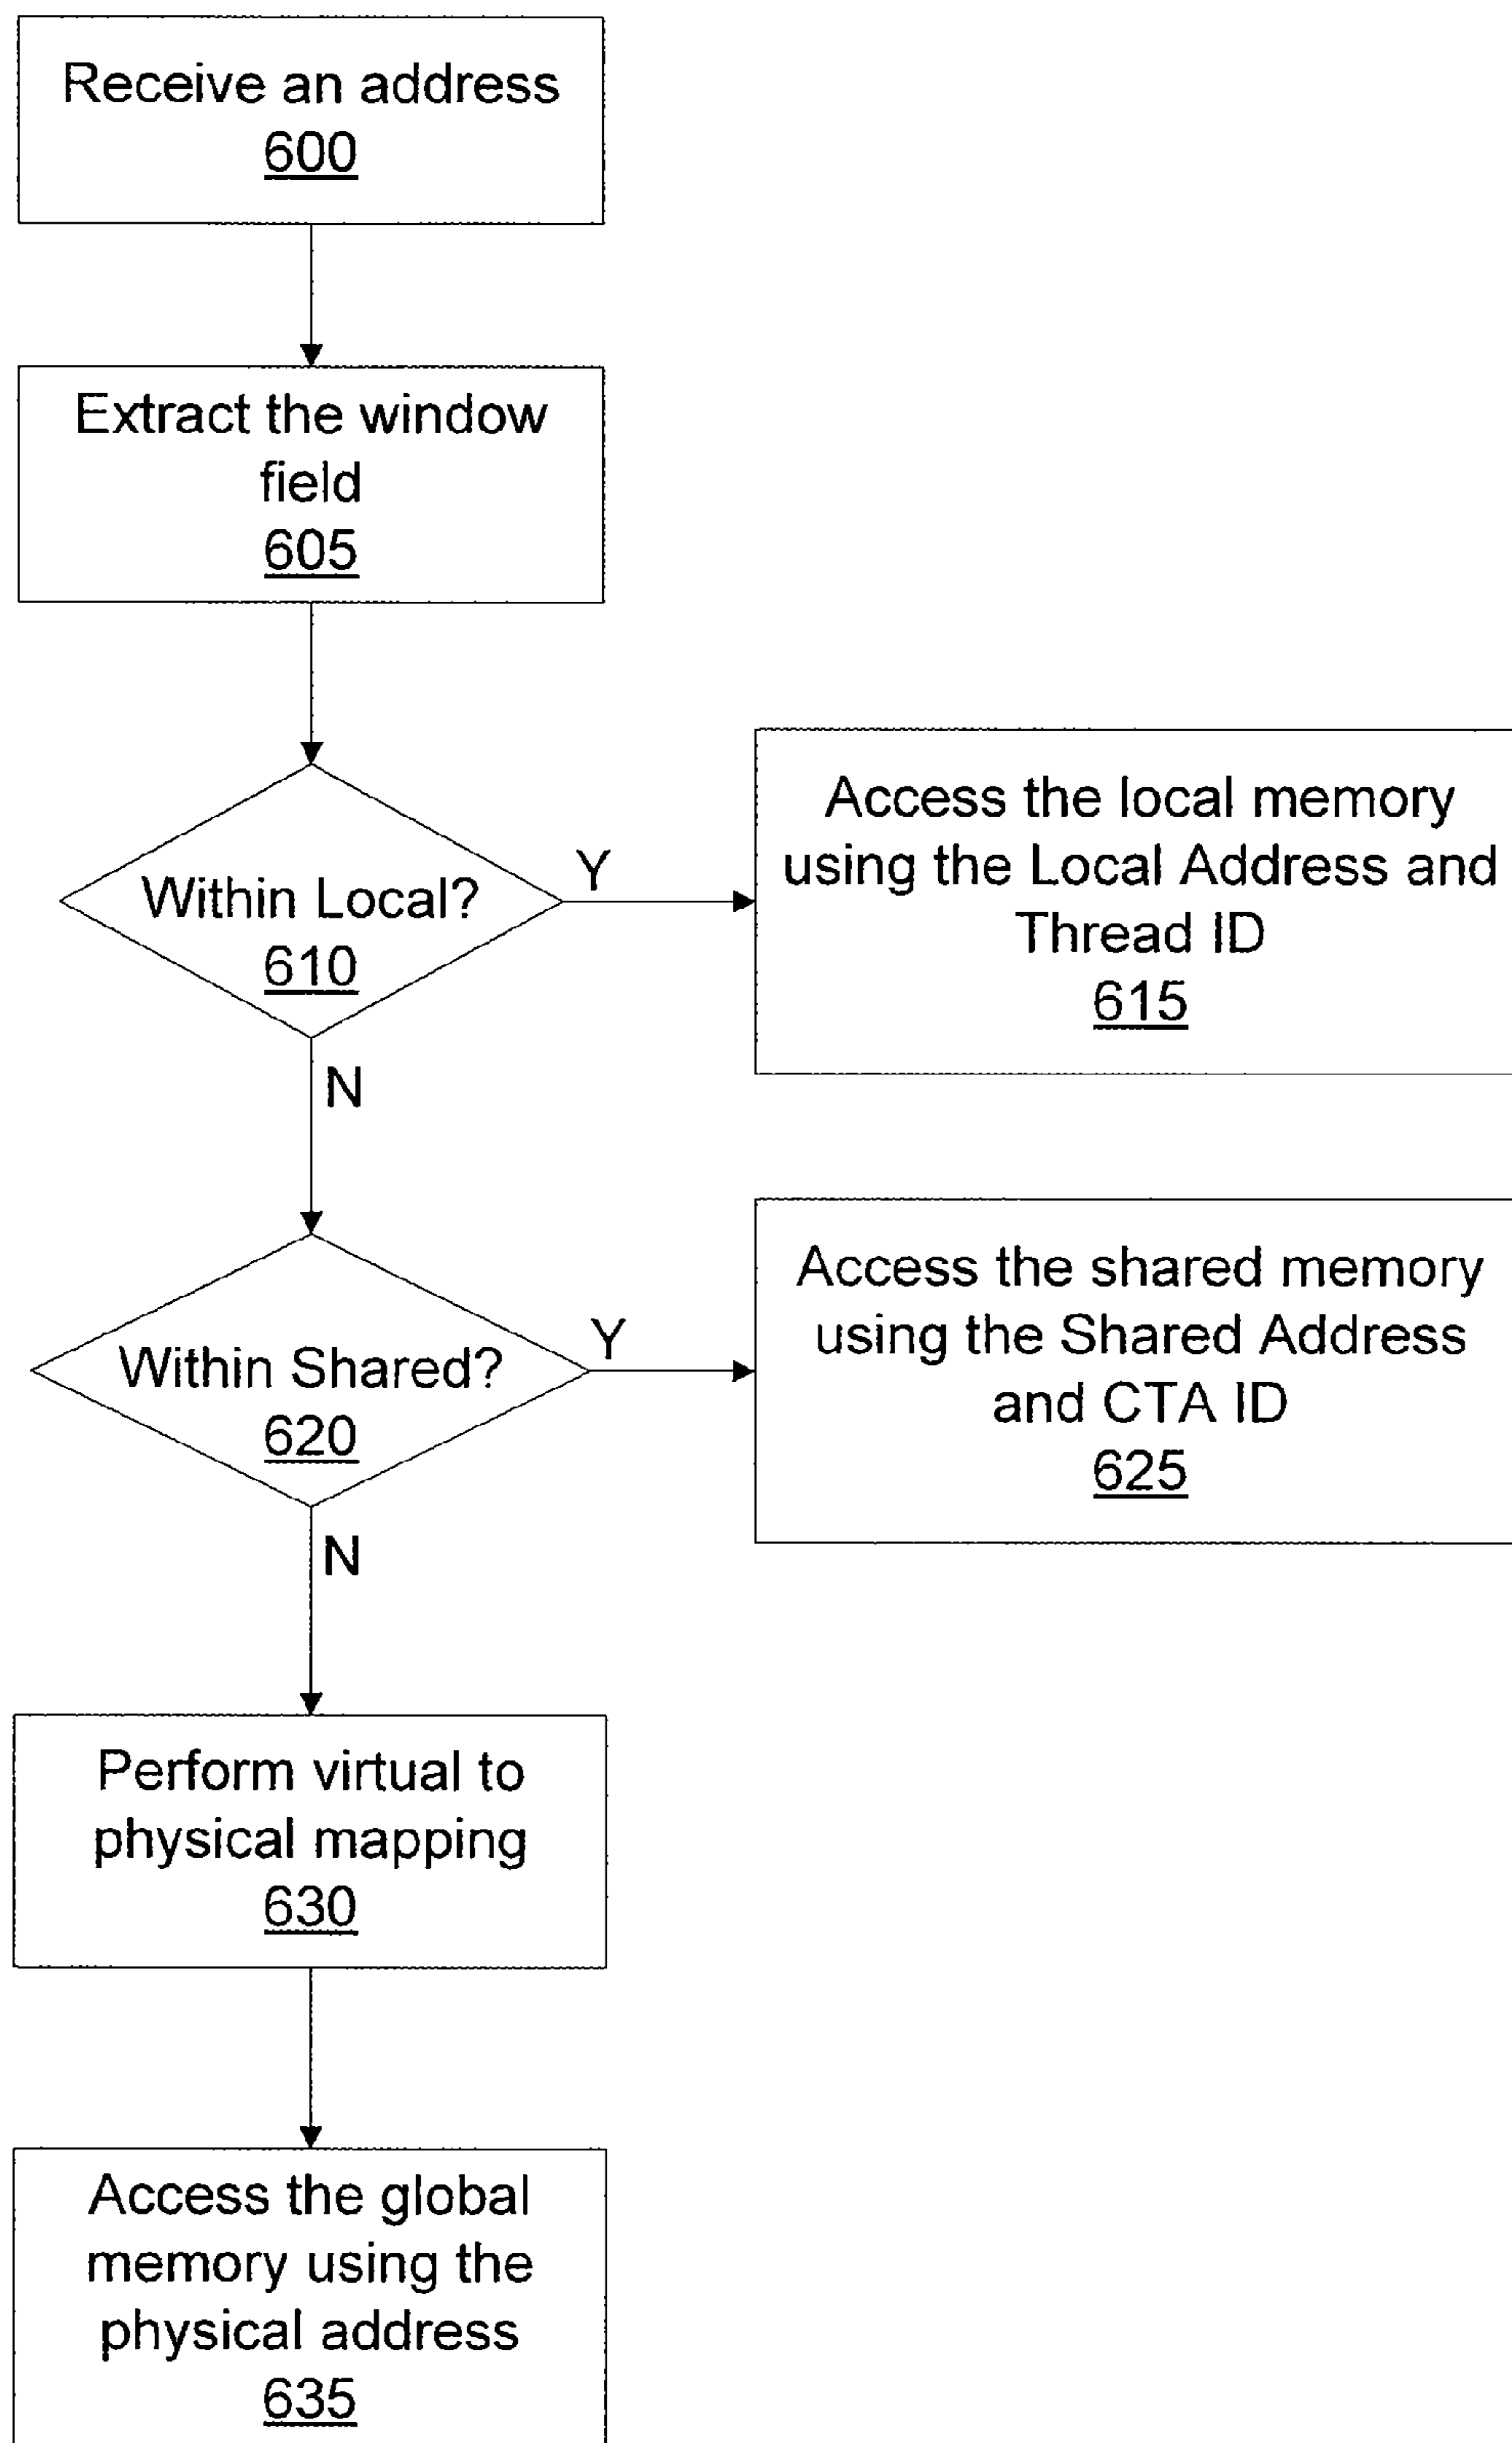 Receive an address
600
Extract the window
field
605
Within Local?
610
Y
Access the local memory
using the Local Address and
Thread ID
615
N
Within Shared?
620
Y
Access the shared memory
using the Shared Address
and CTA ID
625
N
Perform virtual to
physical mapping
630
Access the global
memory using the
physical address
635